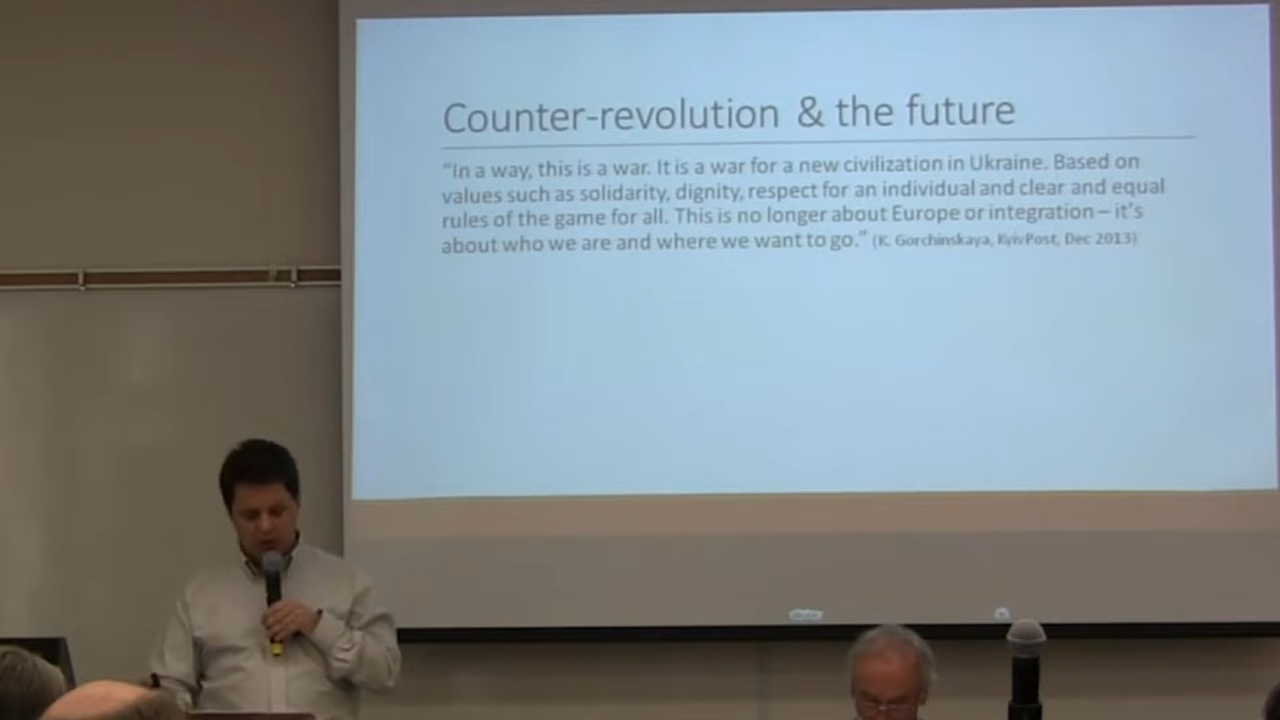 Counter-revolution & the future
“In a way, this is a war. It is a war for a new civilization in Ukraine. Based on
values such as solidarity, dignity, respect for an individual and clear and equal
rules of the game for all. This is no longer about Europe or integration – it’s
about who we are and where we want to go.” (K. Gorchinskaya, KyivPost, Dec 2013)